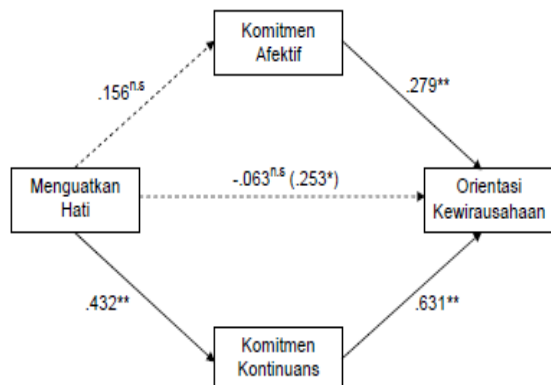 Komitmen
Afektif
.156n.s
.279**
Menguatkan
Hati
-.063n.s (.253*)
Orientasi
Kewirausahaan
.432**
.631**
Komitmen
Kontinuans